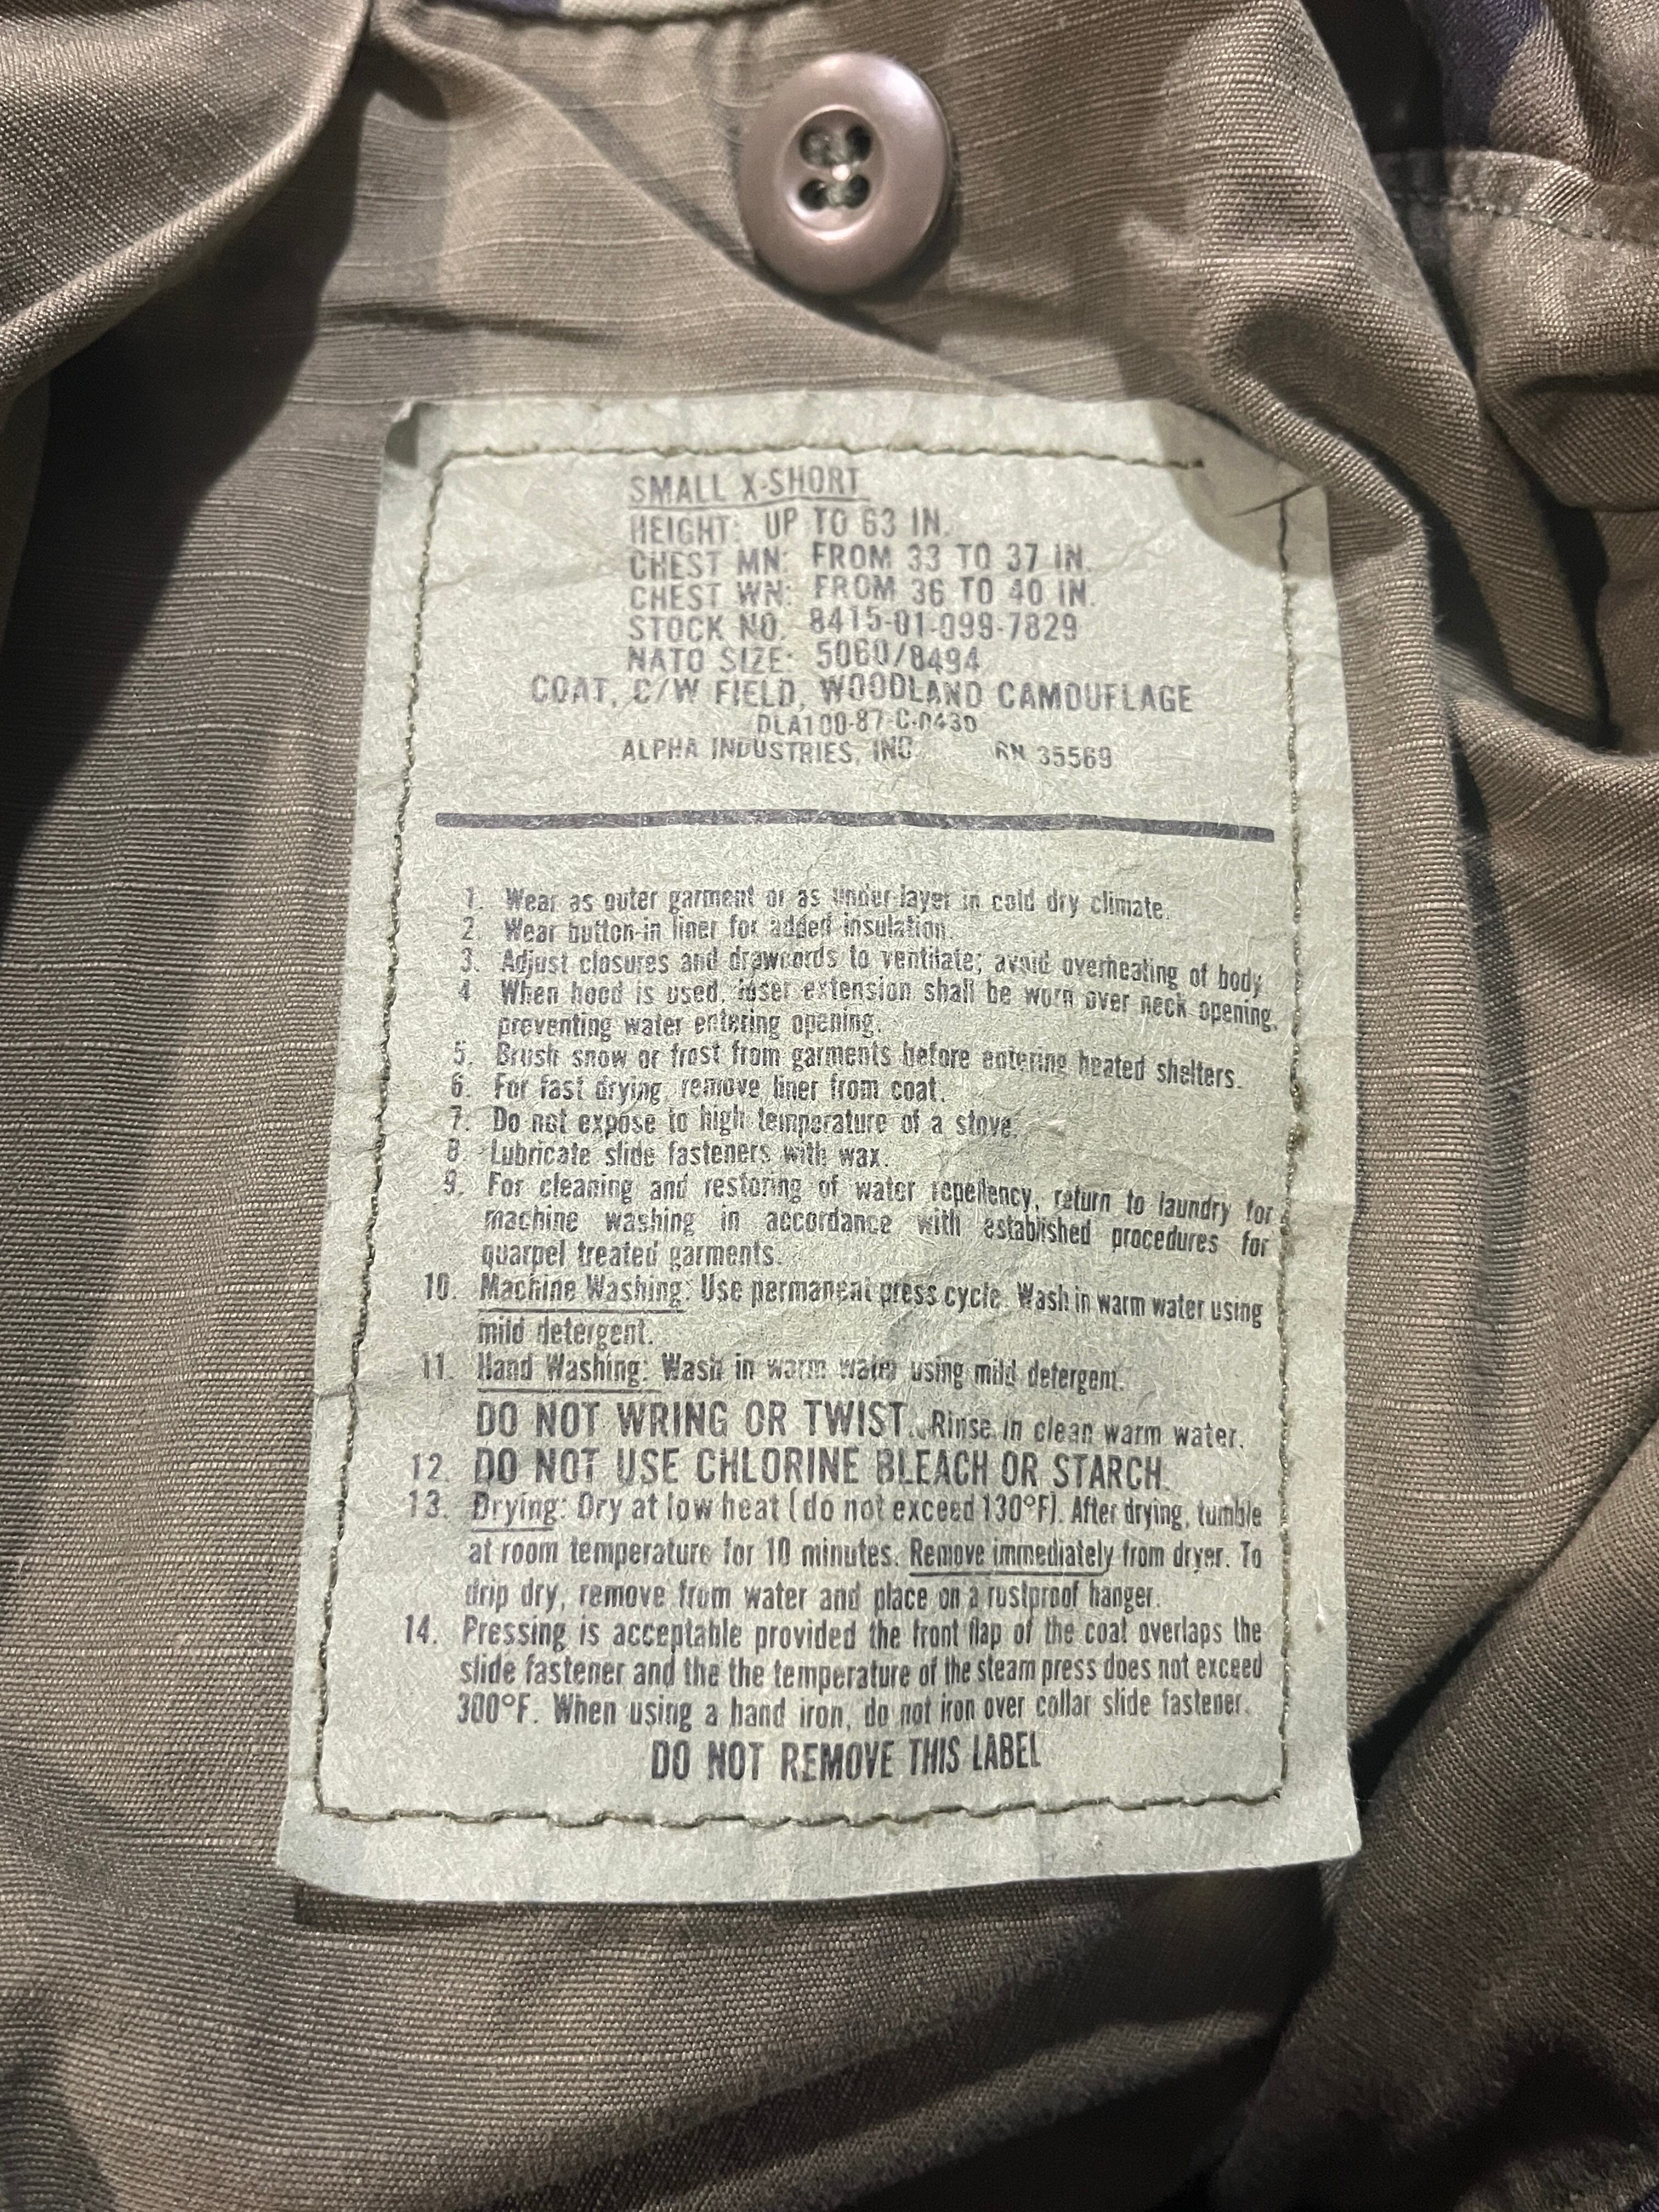 SMALL X-SHORT
HEIGHT: UP TO 63 IN.
CHEST MN: FROM 33 TO 37 IN.
CHEST WN: FROM 36 TO 40 IN.
STOCK NO. 8415-01-099-7829
NATO SIZE: 5060/8494
COAT, C/W FIELD, WOODLAND CAMOUFLAGE
DLA100-87-C-0430
ALPHA INDUSTRIES, INC. RN 35569
1. Wear as outer garment or as under-layer in cold dry climate.
2. Wear button-in liner for added insulation.
3. Adjust closures and drawcords to ventilate; avoid overheating of body.
4. When hood is used, loser extension shall be worn over neck opening,
preventing water entering opening.
5. Brush snow or frost from garments before entering heated shelters.
6. For fast drying, remove liner from coat.
7. Do not expose to high temperature of a stove.
8. Lubricate slide fasteners with wax.
9. For cleaning and restoring of water repellency, return to laundry for
machine washing in accordance with established procedures for
quarpel treated garments.
10. Machine Washing: Use permanent press cycle. Wash in warm water using
mild detergent.
11. Hand Washing: Wash in warm water using mild detergent.
DO NOT WRING OR TWIST. Rinse in clean warm water.
12. DO NOT USE CHLORINE BLEACH OR STARCH.
13. Drying: Dry at low heat (do not exceed 130°F). After drying, tumble
at room temperature for 10 minutes. Remove immediately from dryer. To
drip dry, remove from water and place on a rustproof hanger.
14. Pressing is acceptable provided the front flap of the coat overlaps the
slide fastener and the the temperature of the steam press does not exceed
300°F. When using a hand iron, do not iron over collar slide fastener.
DO NOT REMOVE THIS LABEL